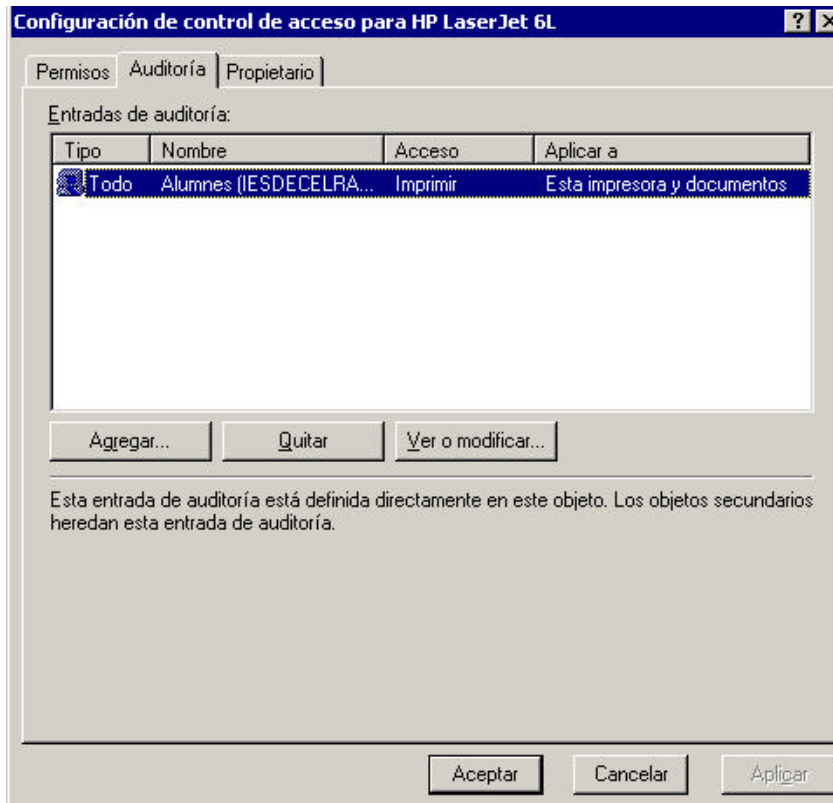 Configuración de control de acceso para HP LaserJet 6L
Permisos Auditoría Propietario
Entradas de auditoría:
Tipo Nombre Acceso Aplicar a
Todo Alumnes (IESDECELRA... Imprimir Esta impresora y documentos
Agregar... Quitar Ver o modificar...
Esta entrada de auditoría está definida directamente en este objeto. Los objetos secundarios
heredan esta entrada de auditoría.
Aceptar Cancelar Aplicar